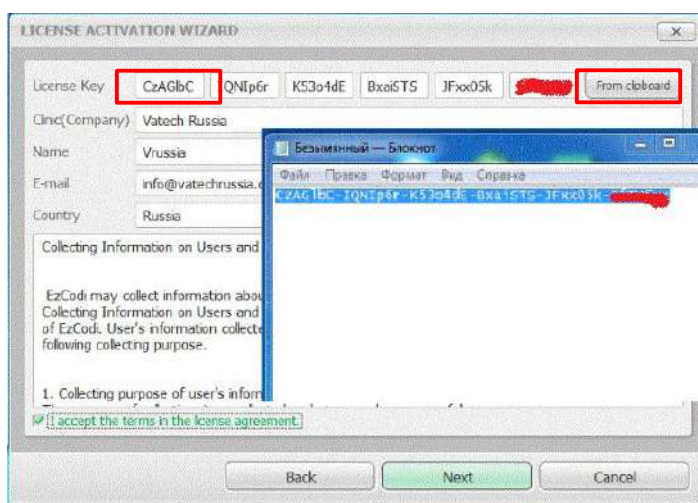 LICENSE ACTIVATION WIZARD
License Key CzAGlbC IQNIp6r K53o4dE BxaiSTS JFxx05k From clipboard
Clinic(Company) Vatech Russia
Name Vrussia
E-mail info@vatechrussia.
Country Russia
Безымянный — Блокнот
Файл Правка Формат Вид Справка
CzAGlbC-IQNIp6r-K53o4dE-BxaiSTS-JFxx05k-
Collecting Information on Users and
EzCodi may collect information about
Collecting Information on Users and
of EzCodi. User's information collecte
following collecting purpose.
1. Collecting purpose of user's inform
I accept the terms in the license agreement.
Back Next Cancel